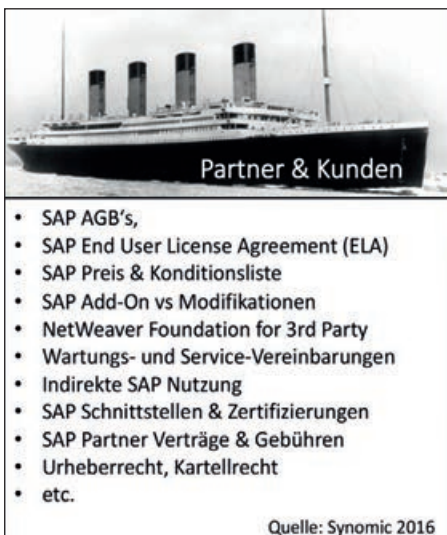 Partner & Kunden
• SAP AGB's,
• SAP End User License Agreement (ELA)
• SAP Preis & Konditionsliste
• SAP Add-On vs Modifikationen
• NetWeaver Foundation for 3rd Party
• Wartungs- und Service-Vereinbarungen
• Indirekte SAP Nutzung
• SAP Schnittstellen & Zertifizierungen
• SAP Partner Verträge & Gebühren
• Urheberrecht, Kartellrecht
• etc.
Quelle: Synomic 2016